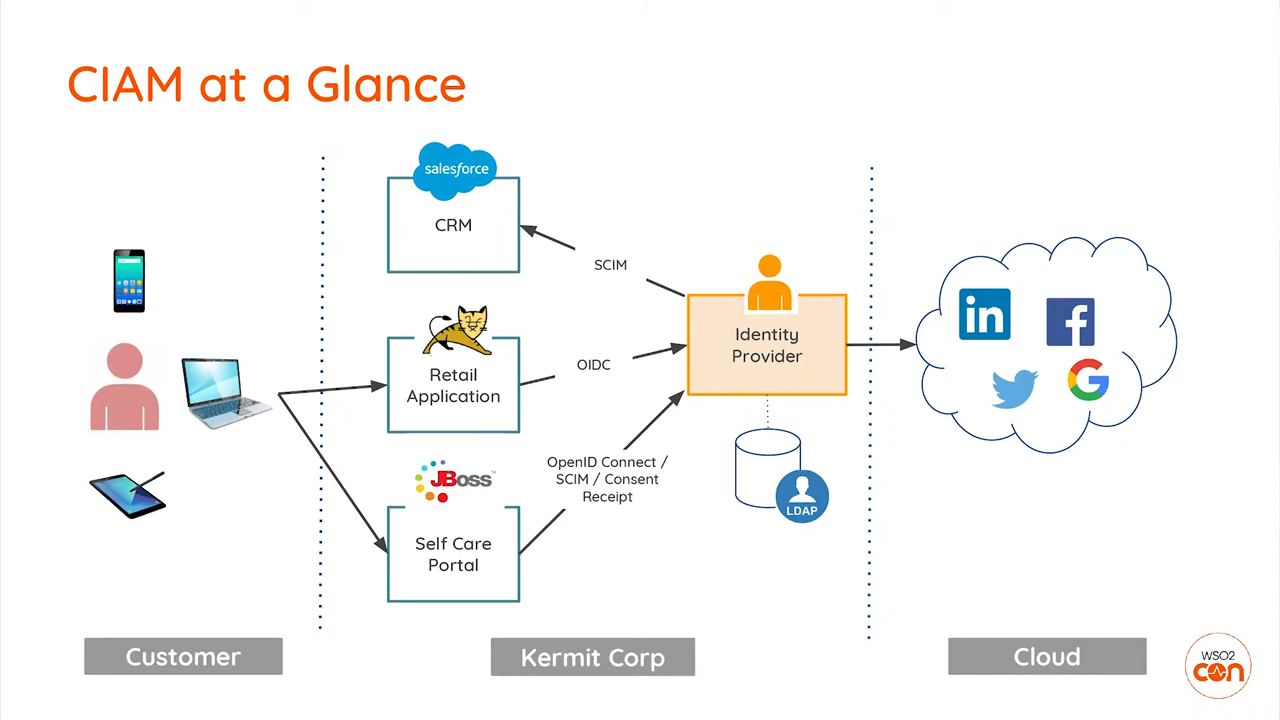 CIAM at a Glance
salesforce
CRM
SCIM
Identity
Provider
in
f
Retail
Application
OIDC
G
JBoss™
OpenID Connect /
SCIM / Consent
Receipt
LDAP
Self Care
Portal
Customer
Kermit Corp
Cloud
WSO2
con